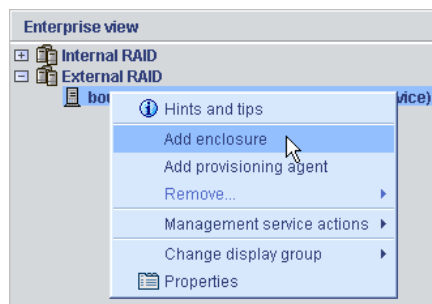 Enterprise view
Internal RAID
External RAID
vice)
Hints and tips
Add enclosure
Add provisioning agent
Remove...
Management service actions
Change display group
Properties